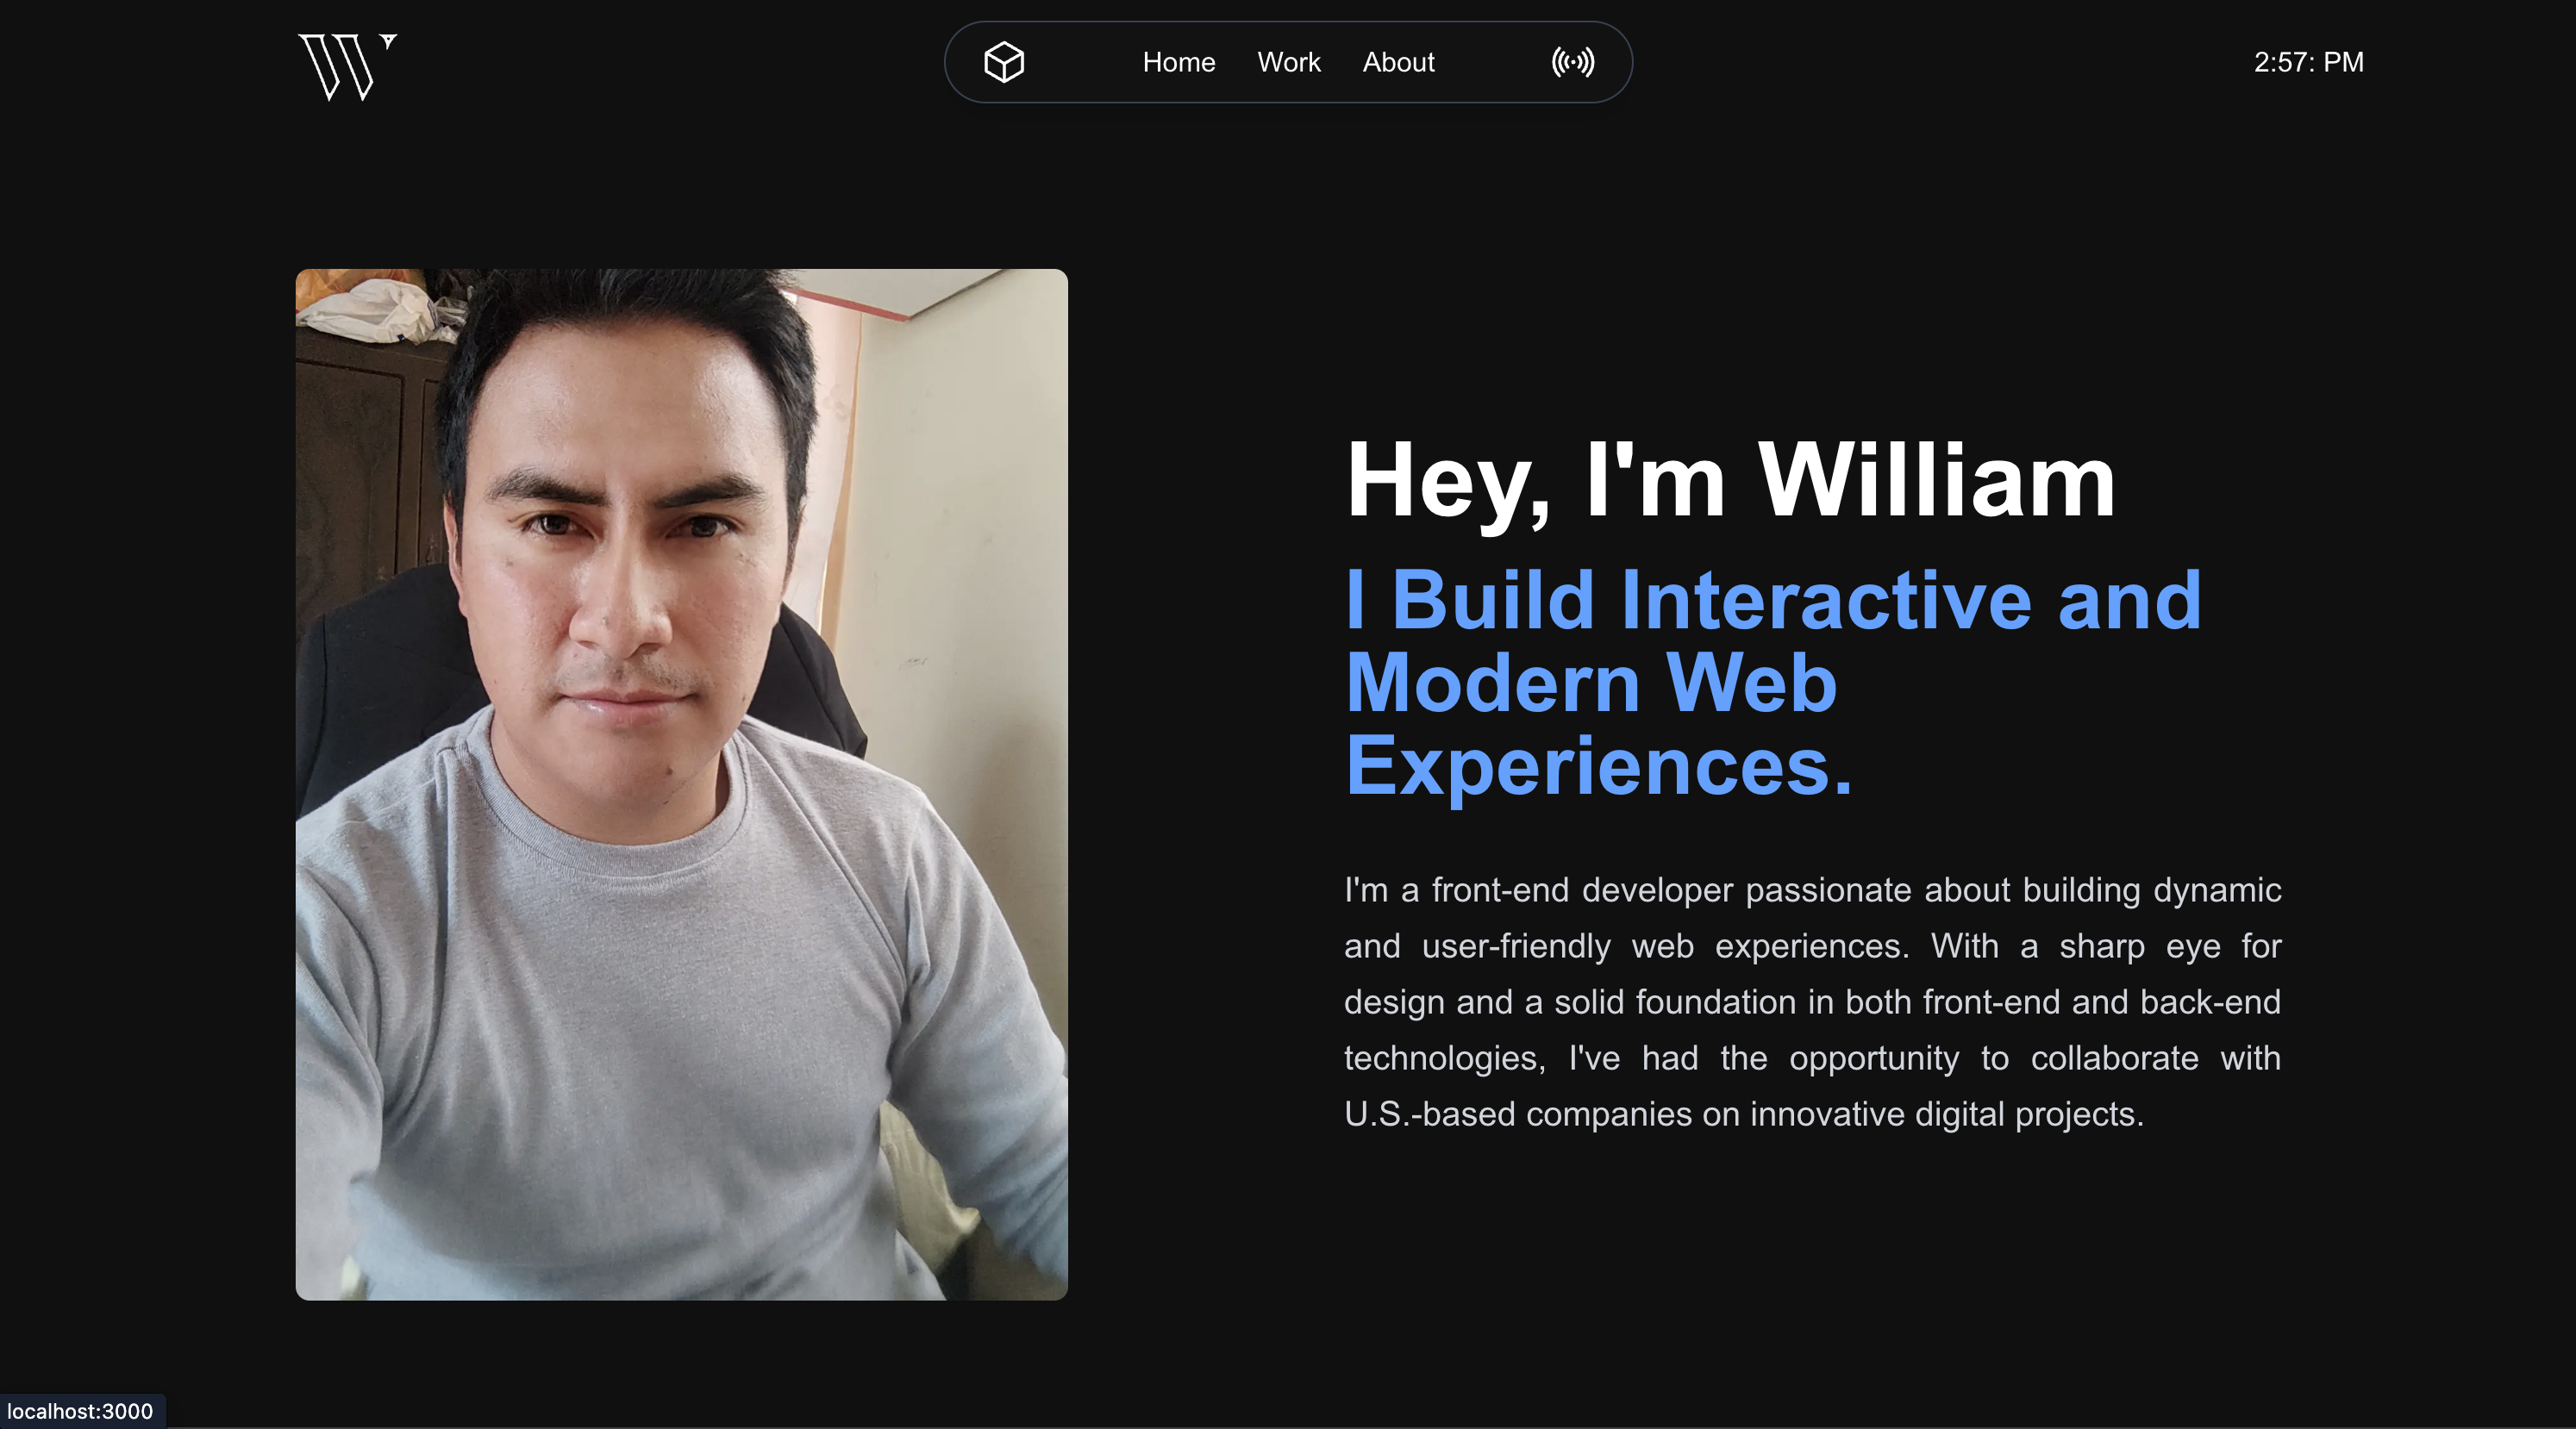 W
Home Work About
2:57: PM
Hey, I'm William
I Build Interactive and
Modern Web
Experiences.
I'm a front-end developer passionate about building dynamic
and user-friendly web experiences. With a sharp eye for
design and a solid foundation in both front-end and back-end
technologies, I've had the opportunity to collaborate with
U.S.-based companies on innovative digital projects.
localhost:3000